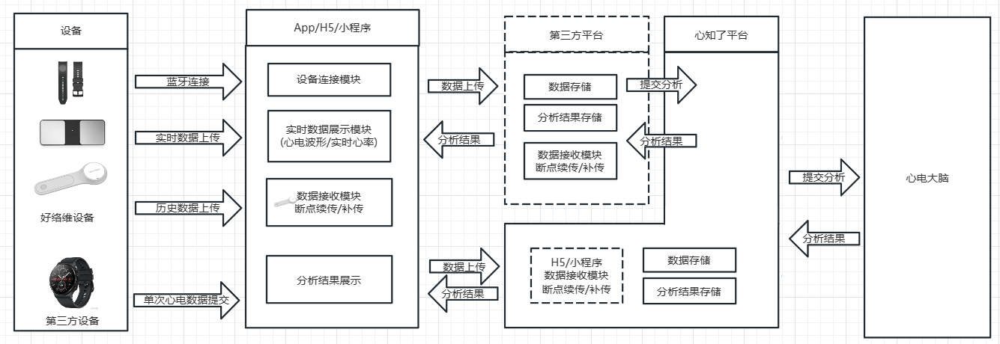 设备
App/H5/小程序
第三方平台
心知了平台
蓝牙连接
实时数据上传
好络维设备
历史数据上传
第三方设备
单次心电数据提交
设备连接模块
实时数据展示模块
(心电波形/实时心率)
数据接收模块
断点续传/补传
分析结果展示
数据上传
分析结果
数据上传
分析结果
数据存储
分析结果存储
数据接收模块
断点续传/补传
提交分析
分析结果
H5/小程序
数据接收模块
断点续传/补传
数据存储
分析结果存储
提交分析
分析结果
心电大脑